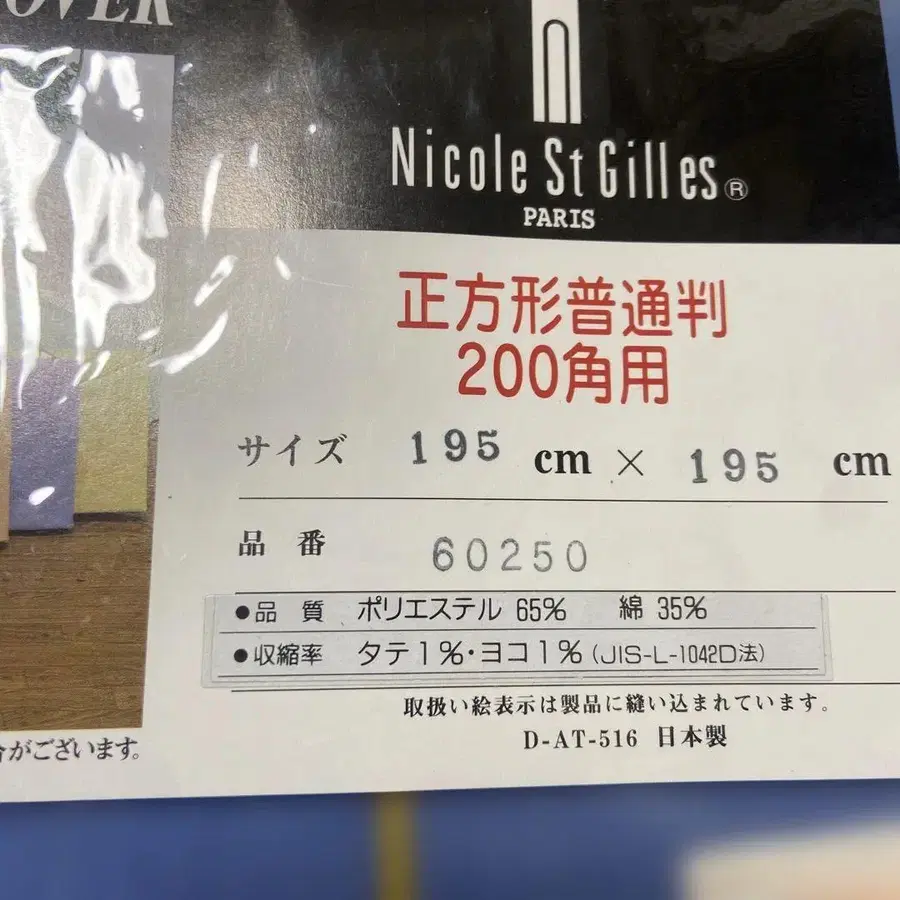 OVER
Nicole St Gilles®
PARIS
正方形普通判
200角用
サイズ 195 cm × 195 cm
品番 60250
●品質 ポリエステル 65% 綿 35%
●収縮率 タテ1%・ヨコ1%(JIS-L-1042D法)
取扱い絵表示は製品に縫い込まれています。
がございます。
D-AT-516 日本製